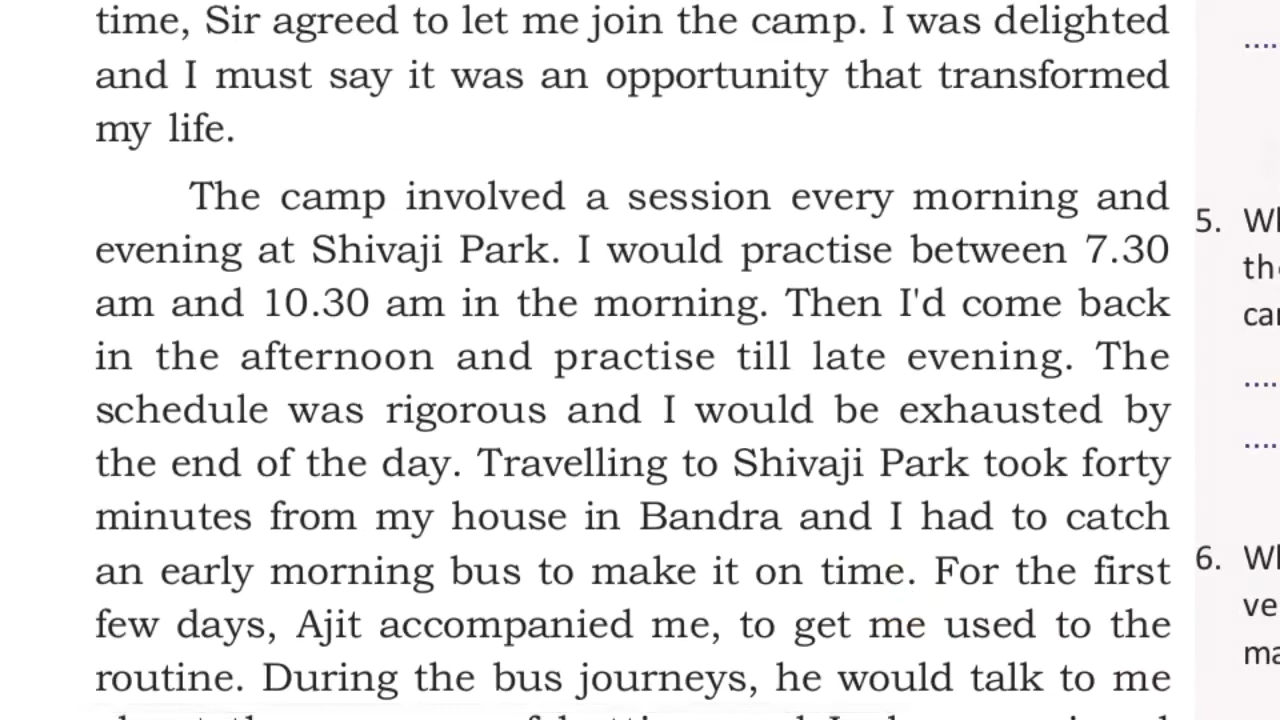 time, Sir agreed to let me join the camp. I was delighted
and I must say it was an opportunity that transformed
my life.
The camp involved a session every morning and
evening at Shivaji Park. I would practise between 7.30
am and 10.30 am in the morning. Then I'd come back
in the afternoon and practise till late evening. The
schedule was rigorous and I would be exhausted by
the end of the day. Travelling to Shivaji Park took forty
minutes from my house in Bandra and I had to catch
an early morning bus to make it on time. For the first
few days, Ajit accompanied me, to get me used to the
routine. During the bus journeys, he would talk to me
5.
6.